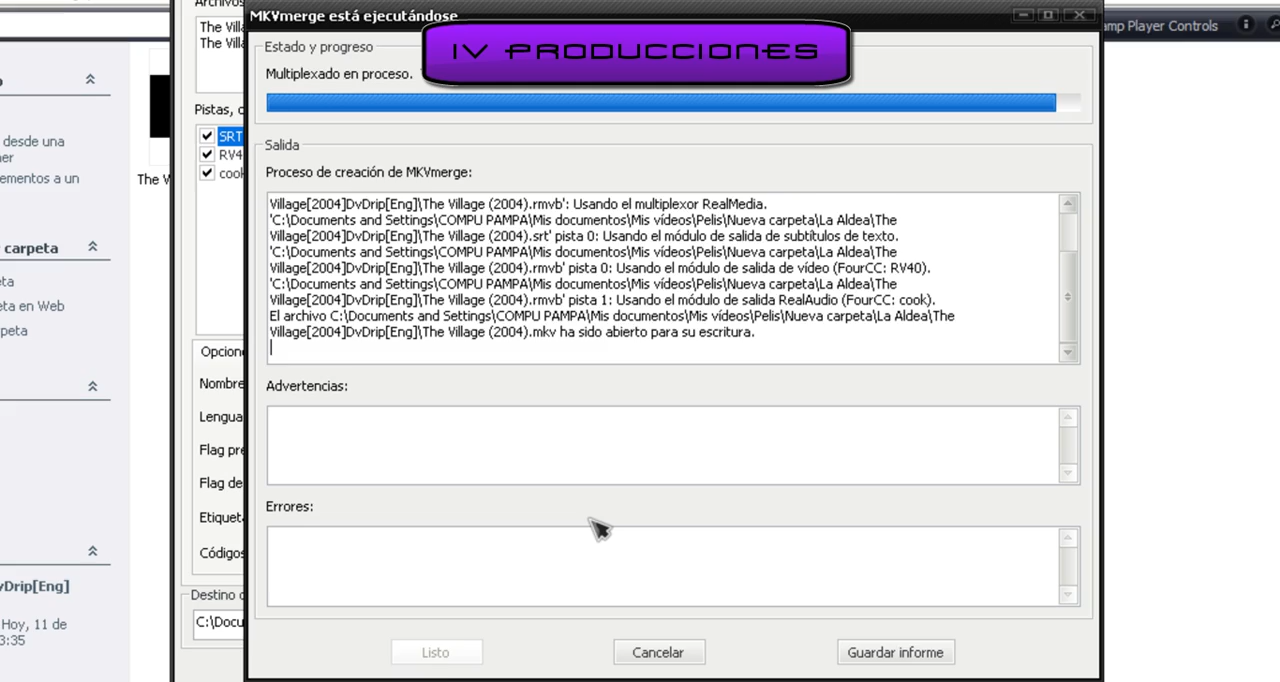 Archivos
MKVmerge está ejecutándose
IV PRODUCCIONES
amp Player Controls
The Villa
The Villa
Estado y progreso
Multiplexado en proceso.
Pistas, c
SRT
RV4
cook
desde una
ner
ementos a un
The V
Salida
Proceso de creación de MKVmerge:
Village[2004]DvDrip[Eng]\The Village (2004).rmvb': Usando el multiplexor RealMedia.
'C:\Documents and Settings\COMPU PAMPA\Mis documentos\Mis vídeos\Pelis\Nueva carpeta\La Aldea\The
Village[2004]DvDrip[Eng]\The Village (2004).srt' pista 0: Usando el módulo de salida de subtítulos de texto.
'C:\Documents and Settings\COMPU PAMPA\Mis documentos\Mis vídeos\Pelis\Nueva carpeta\La Aldea\The
Village[2004]DvDrip[Eng]\The Village (2004).rmvb' pista 0: Usando el módulo de salida de vídeo (FourCC: RV40).
'C:\Documents and Settings\COMPU PAMPA\Mis documentos\Mis vídeos\Pelis\Nueva carpeta\La Aldea\The
Village[2004]DvDrip[Eng]\The Village (2004).rmvb' pista 1: Usando el módulo de salida RealAudio (FourCC: cook).
El archivo C:\Documents and Settings\COMPU PAMPA\Mis documentos\Mis vídeos\Pelis\Nueva carpeta\La Aldea\The
Village[2004]DvDrip[Eng]\The Village (2004).mkv ha sido abierto para su escritura.
carpeta
eta
eta en Web
peta
Opcione
Nombre
Lengua
Flag pre
Flag de
Etiqueta
Códigos
Advertencias:
Errores:
vDrip[Eng]
Hoy, 11 de
3:35
Destino c
C:\Docu
Listo
Cancelar
Guardar informe